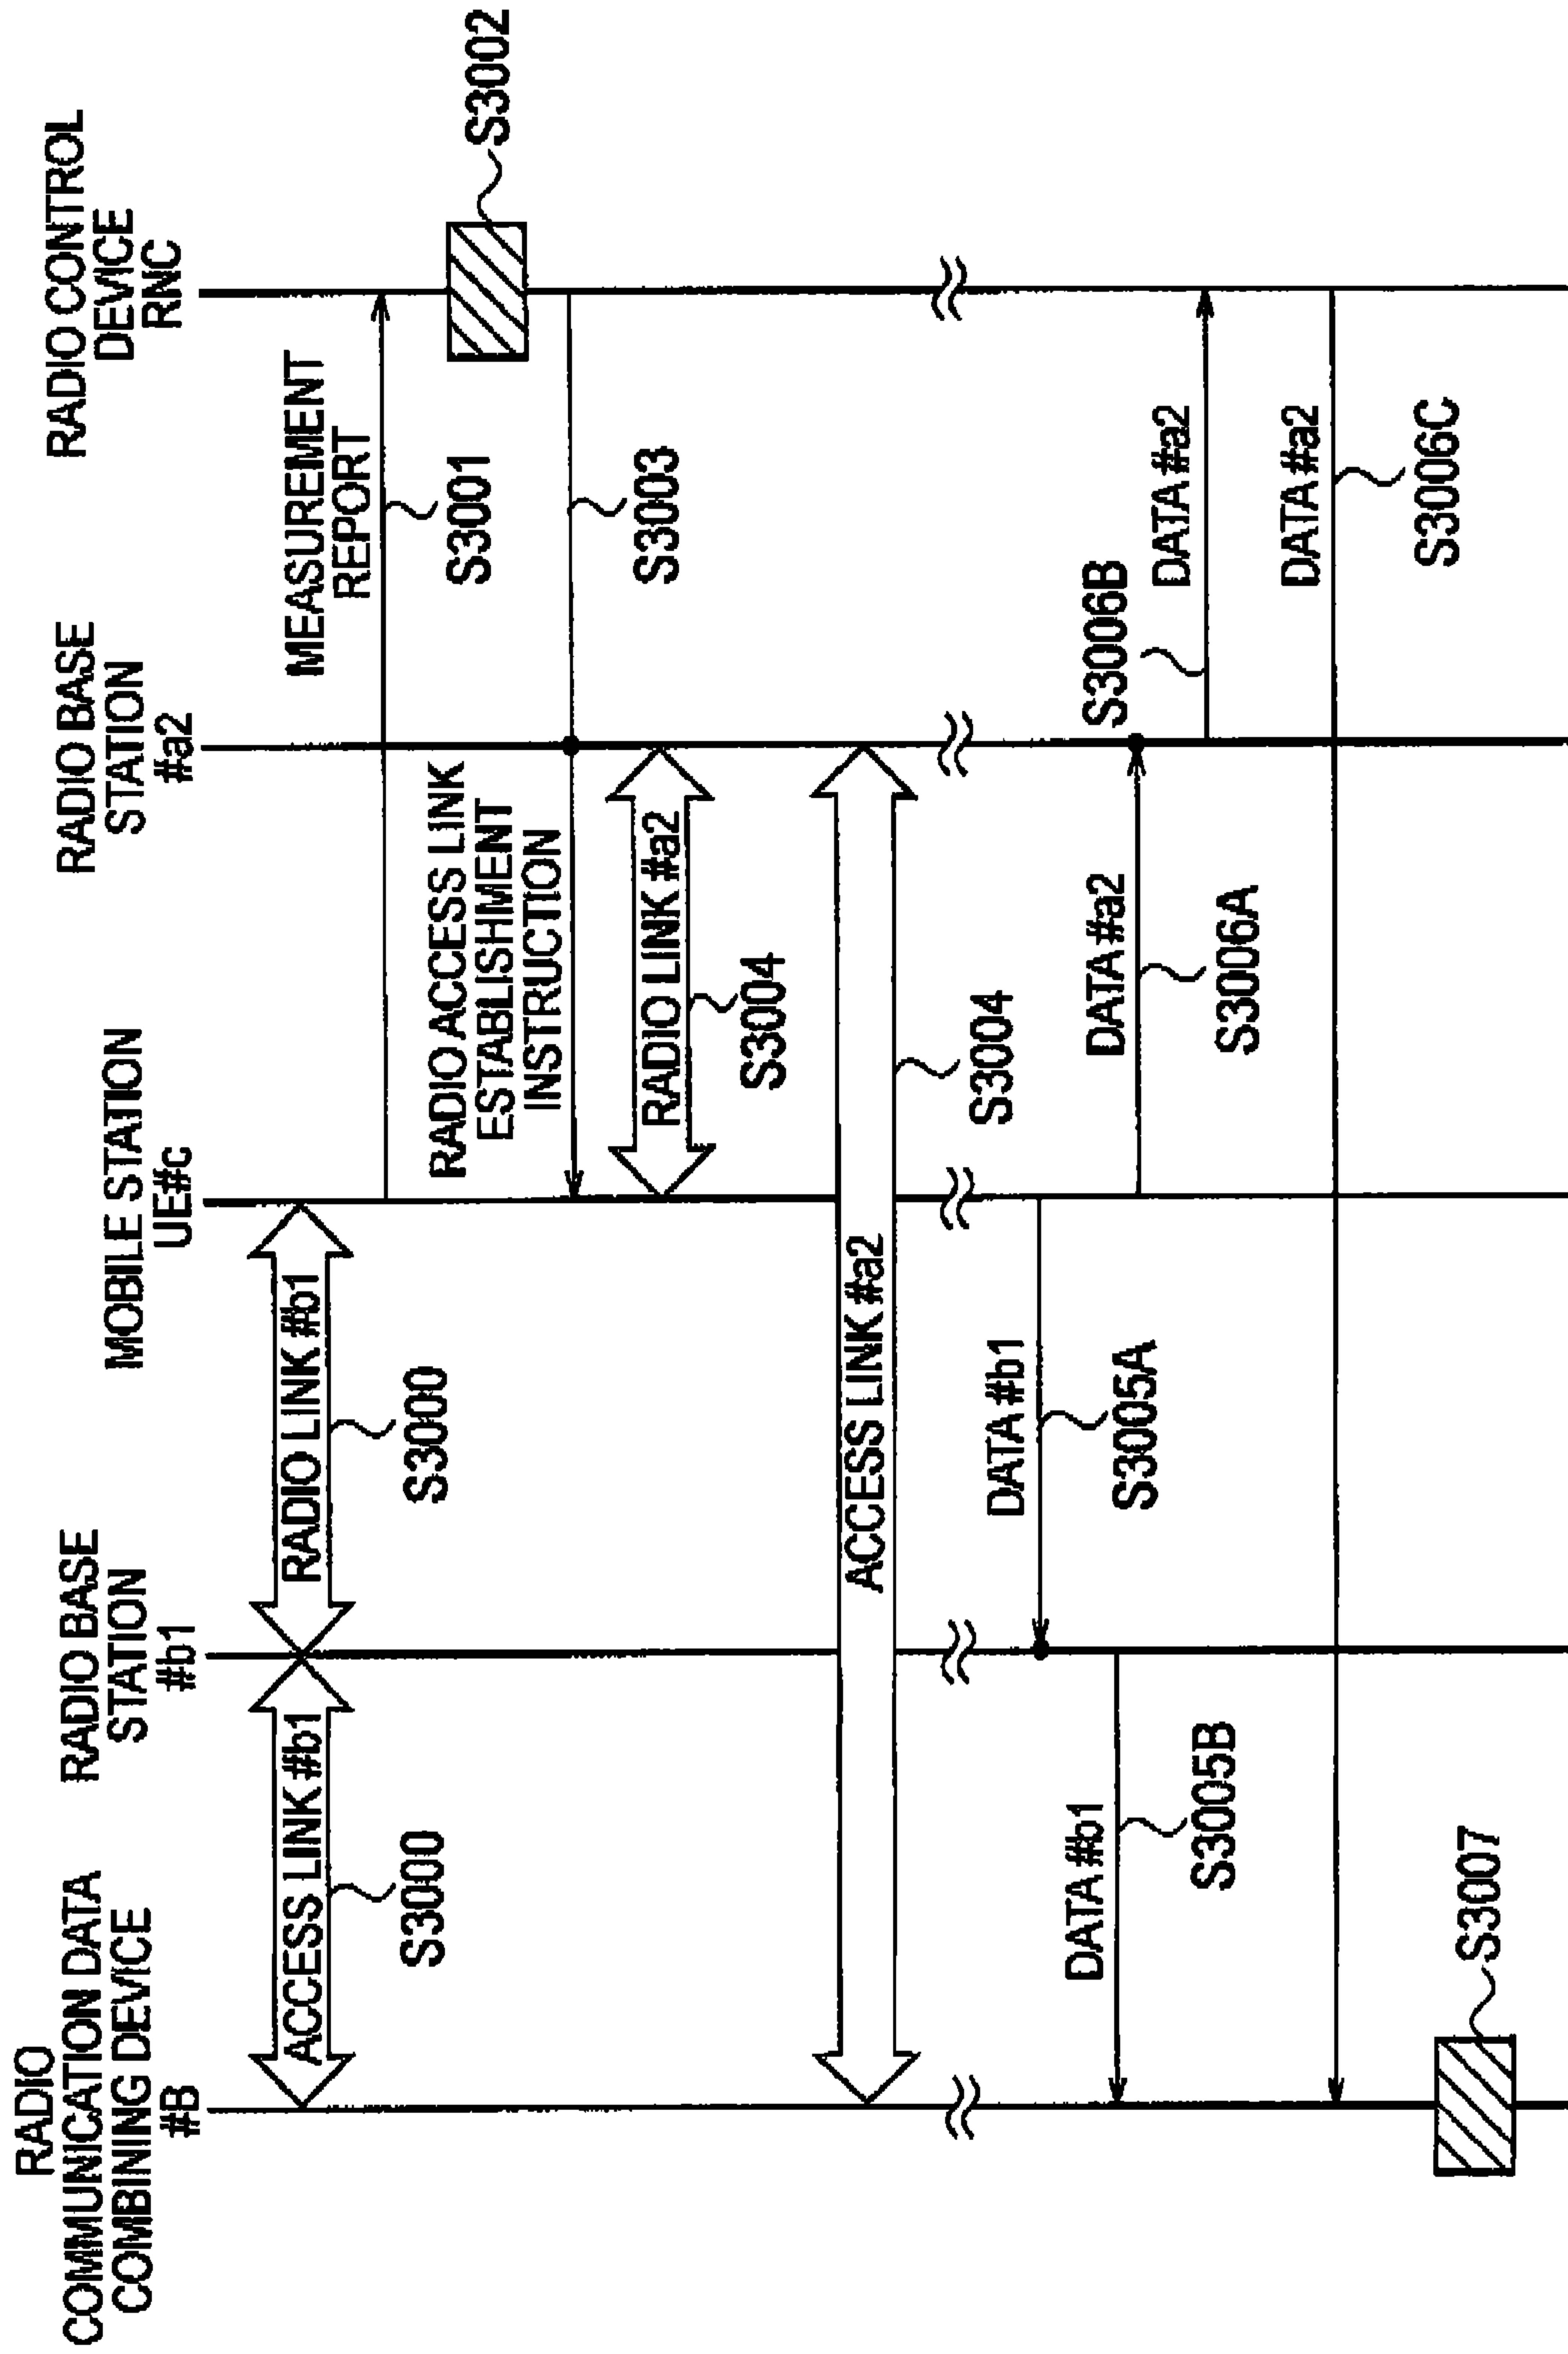 RADIO
COMMUNICATION DATA
COMBINING DEVICE
#B
RADIO BASE
STATION
#b1
MOBILE STATION
UE#c
RADIO BASE
STATION
#a2
RADIO CONTROL
DEVICE
RNC
ACCESS LINK #b1
S3000
RADIO LINK #b1
S3000
MEASUREMENT
REPORT
S3001
S3002
RADIO ACCESS LINK
ESTABLISHMENT
INSTRUCTION
S3003
RADIO LINK #a2
S3004
ACCESS LINK #a2
S3004
DATA #b1
S3005A
DATA #b1
S3005B
DATA #a2
S3006A
S3006B
DATA #a2
DATA #a2
S3006C
S3007